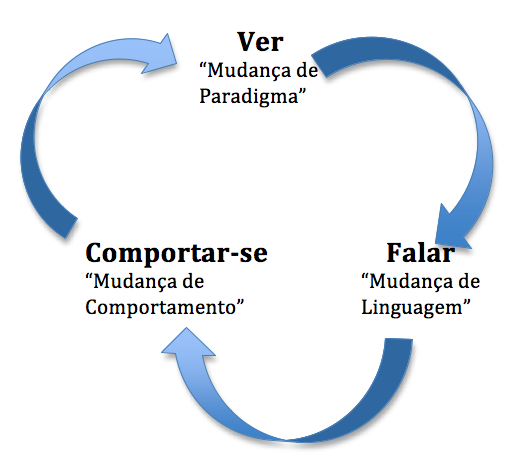 Ver
“Mudança de
Paradigma”
Comportar-se
“Mudança de
Comportamento”
Falar
“Mudança de
Linguagem”